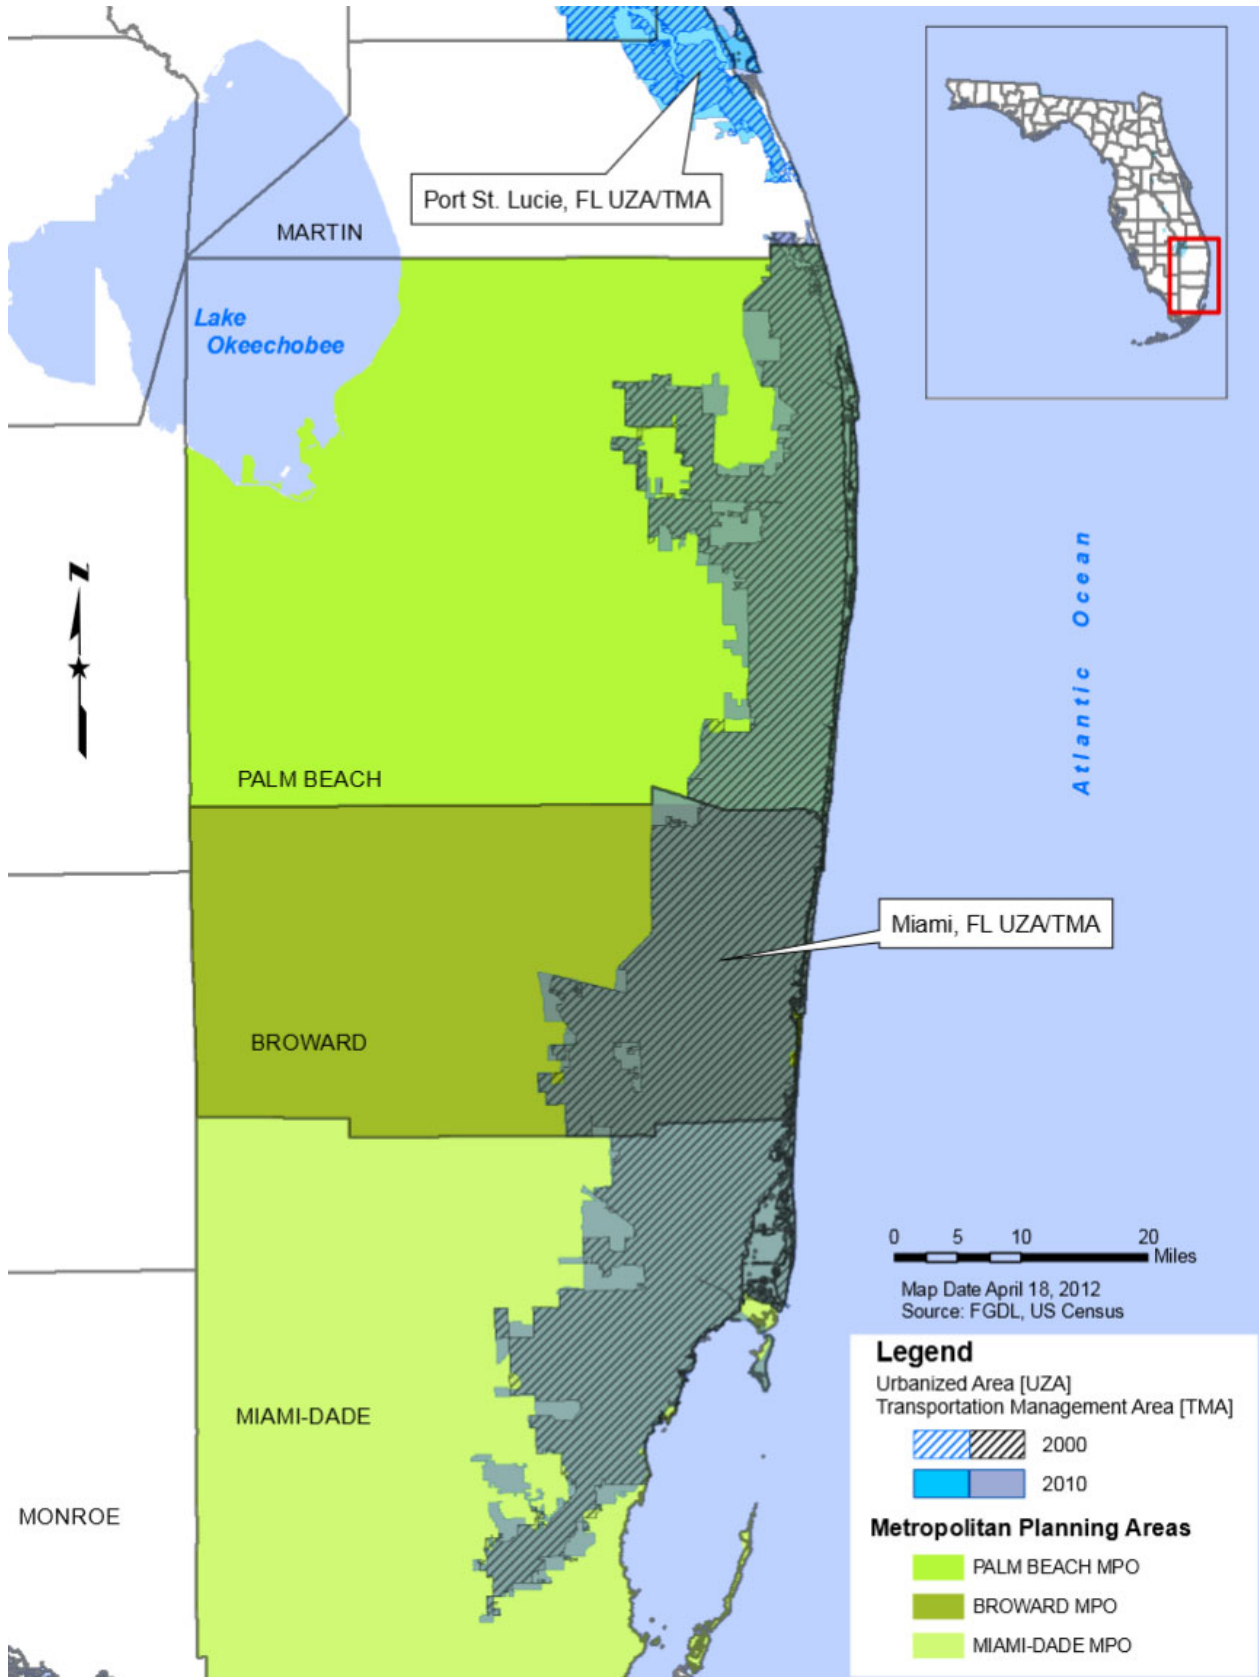 Port St. Lucie, FL UZA/TMA
MARTIN
Lake
Okeechobee
N
Atlantic Ocean
PALM BEACH
Miami, FL UZA/TMA
BROWARD
0 5 10 20
Miles
Map Date April 18, 2012
Source: FGDL, US Census
Legend
Urbanized Area [UZA]
Transportation Management Area [TMA]
2000
2010
MIAMI-DADE
MONROE
Metropolitan Planning Areas
PALM BEACH MPO
BROWARD MPO
MIAMI-DADE MPO